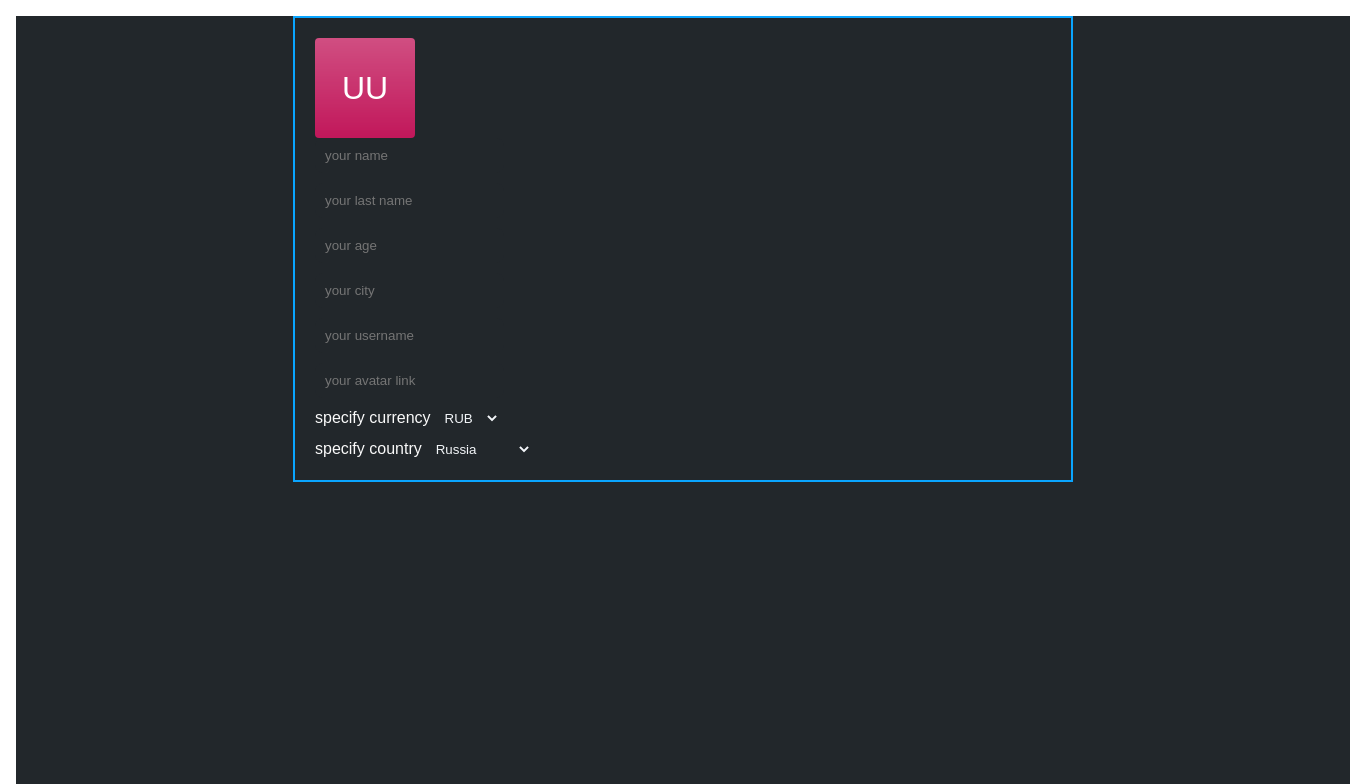 UU
your name
your last name
your age
your city
your username
your avatar link
specify currency RUB
specify country Russia